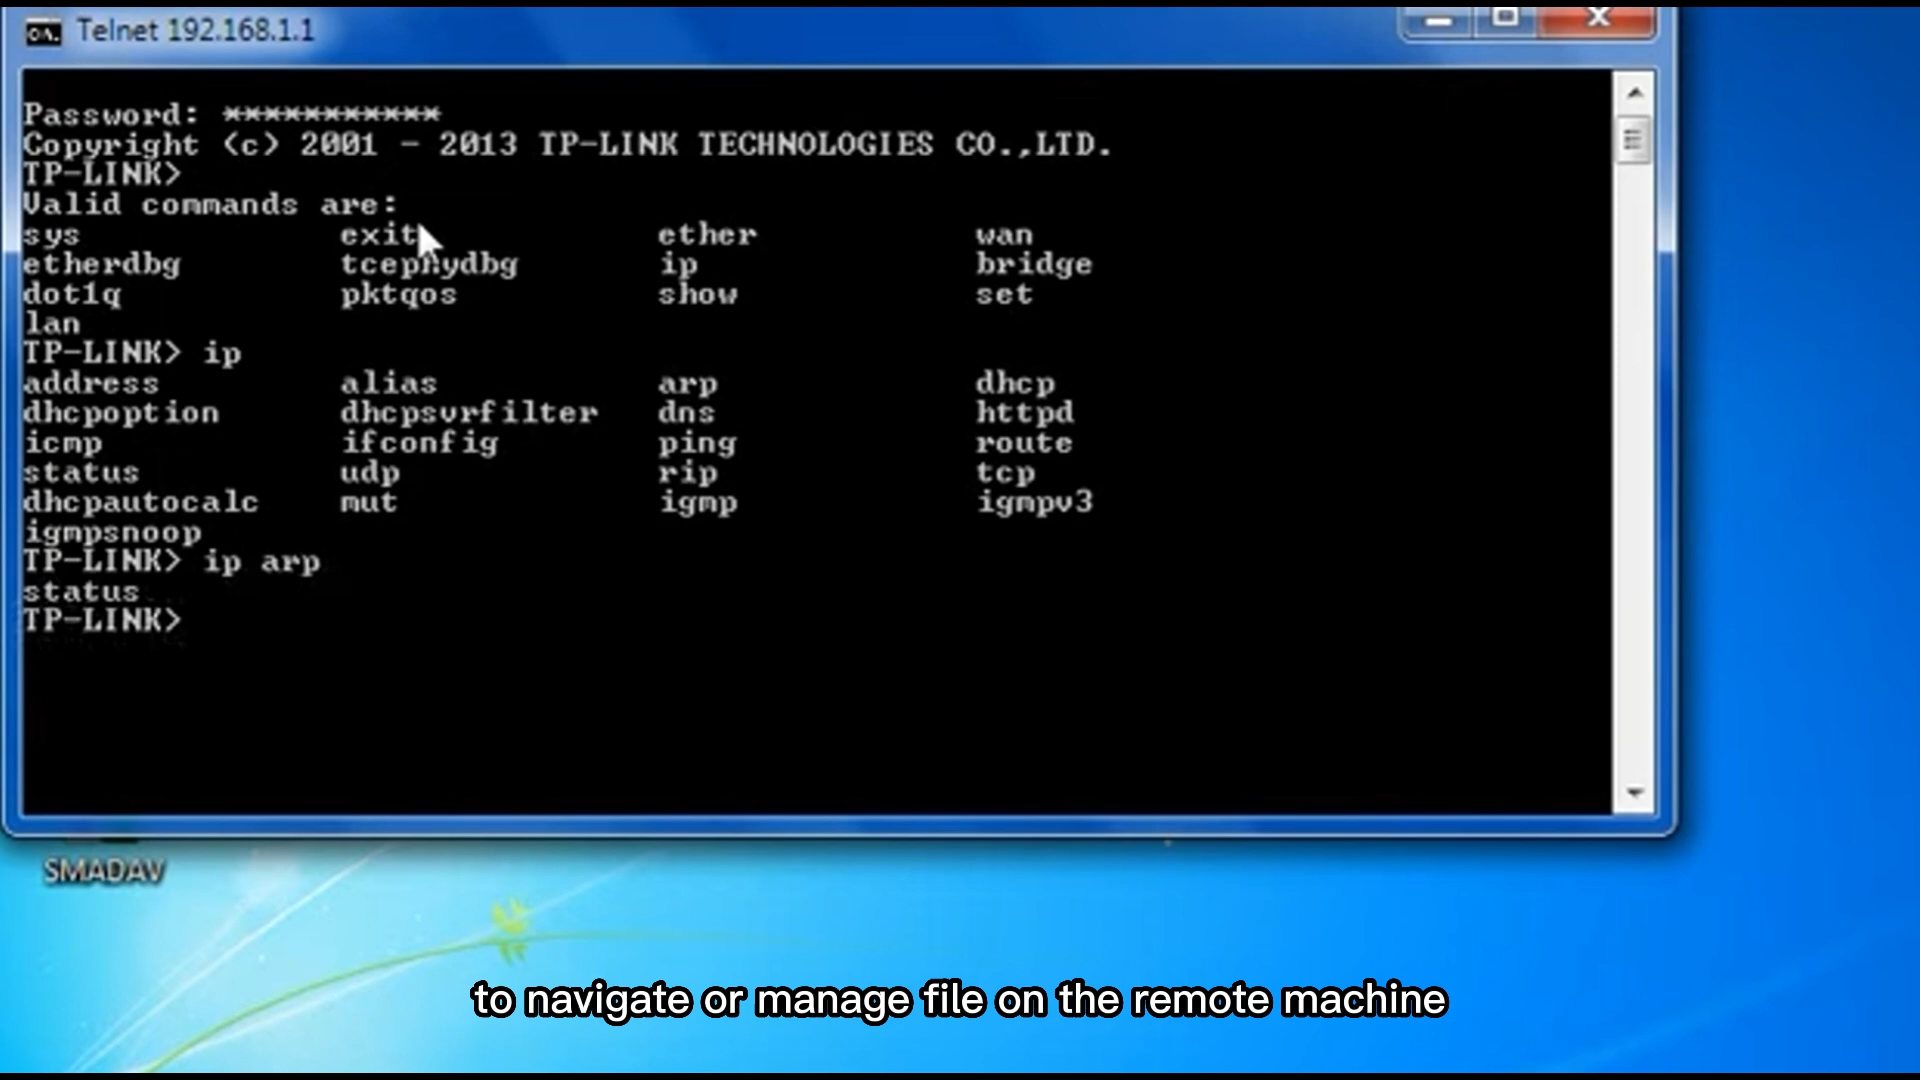 Telnet 192.168.1.1
Password: ***********
Copyright (c) 2001 - 2013 TP-LINK TECHNOLOGIES CO.,LTD.
TP-LINK>
Valid commands are:
sys exit ether wan
etherdbg tcephydbg ip bridge
dot1q pktqos show set
lan
TP-LINK> ip
address alias arp dhcp
dhcpoption dhcpsvrfilter dns httpd
icmp ifconfig ping route
status udp rip tcp
dhcpautocalc mut igmp igmpv3
igmpsnoop
TP-LINK> ip arp
status
TP-LINK>
SMADAV
to navigate or manage file on the remote machine